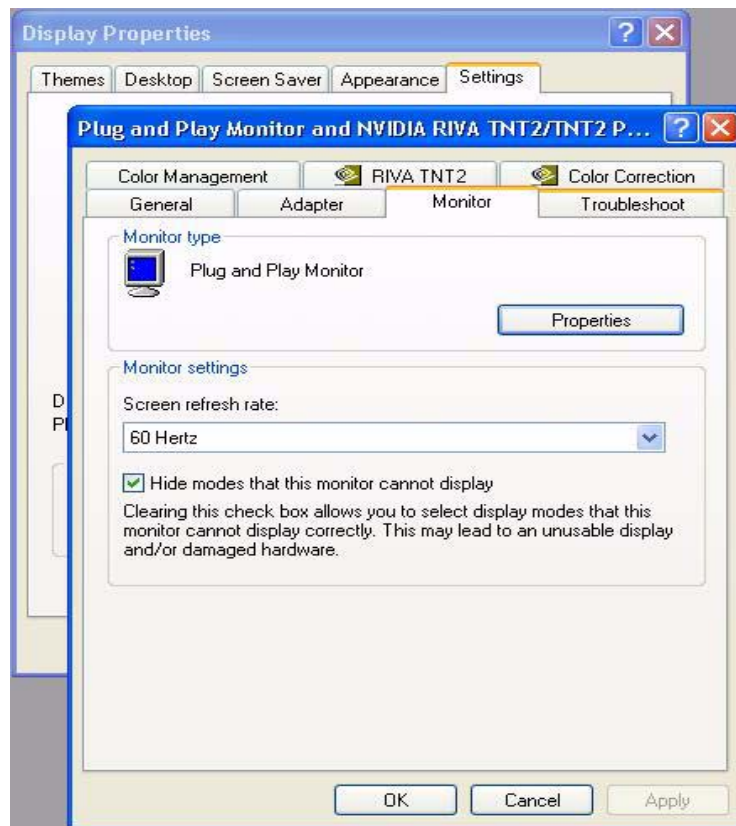 Display Properties
Themes Desktop Screen Saver Appearance Settings
Plug and Play Monitor and NVIDIA RIVA TNT2/TNT2 P...
Color Management RIVA TNT2 Color Correction
General Adapter Monitor Troubleshoot
Monitor type
Plug and Play Monitor
Properties
Monitor settings
D
Screen refresh rate:
Pl
60 Hertz
Hide modes that this monitor cannot display
Clearing this check box allows you to select display modes that this
monitor cannot display correctly. This may lead to an unusable display
and/or damaged hardware.
OK Cancel Apply